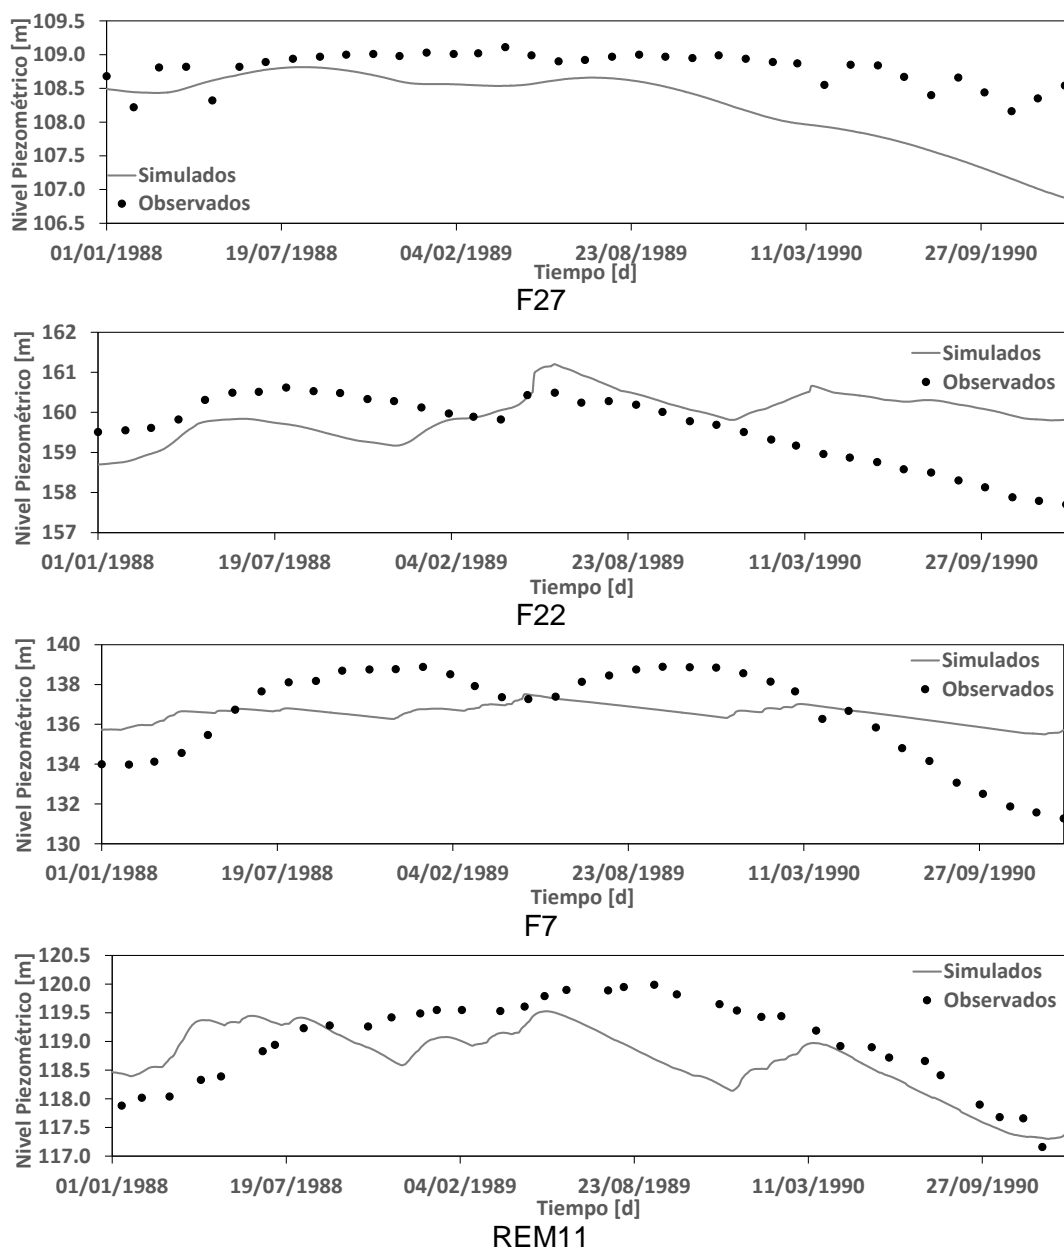 Nivel Piezométrico [m]
109.5
109.0
108.5
108.0
107.5
107.0
106.5
Simulados
Observados
01/01/1988 19/07/1988 04/02/1989 23/08/1989 11/03/1990 27/09/1990
Tiempo [d]
F27
Nivel Piezométrico [m]
162
161
160
159
158
157
Simulados
Observados
01/01/1988 19/07/1988 04/02/1989 23/08/1989 11/03/1990 27/09/1990
Tiempo [d]
F22
Nivel Piezométrico [m]
140
138
136
134
132
130
Simulados
Observados
01/01/1988 19/07/1988 04/02/1989 23/08/1989 11/03/1990 27/09/1990
Tiempo [d]
F7
Nivel Piezométrico [m]
120.5
120.0
119.5
119.0
118.5
118.0
117.5
117.0
Simulados
Observados
01/01/1988 19/07/1988 04/02/1989 23/08/1989 11/03/1990 27/09/1990
Tiempo [d]
REM11